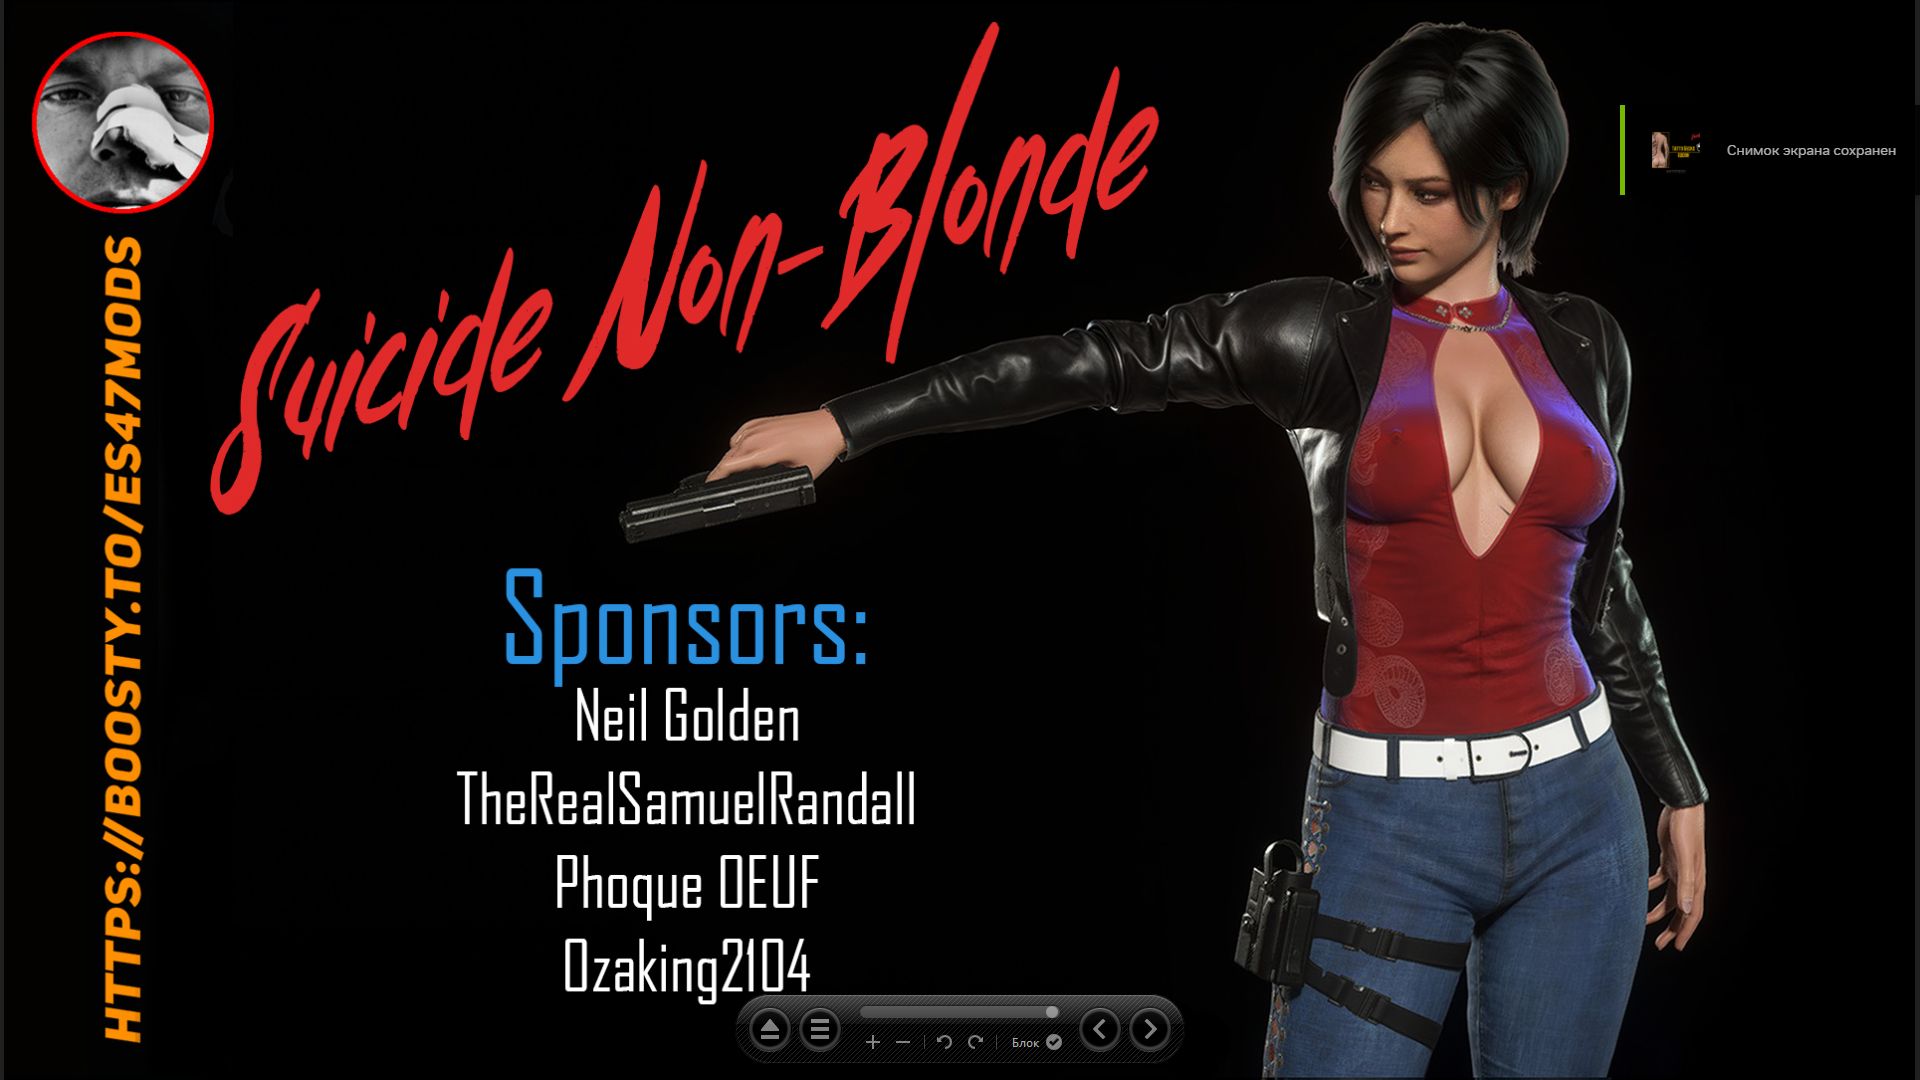 Suicide Non-Blonde
HTTPS://BOOSTY.TO/ES47MODS
Снимок экрана сохранен
Sponsors:
Neil Golden
TheRealSamuelRandall
Phoque OEUF
Ozaking2104
Блок